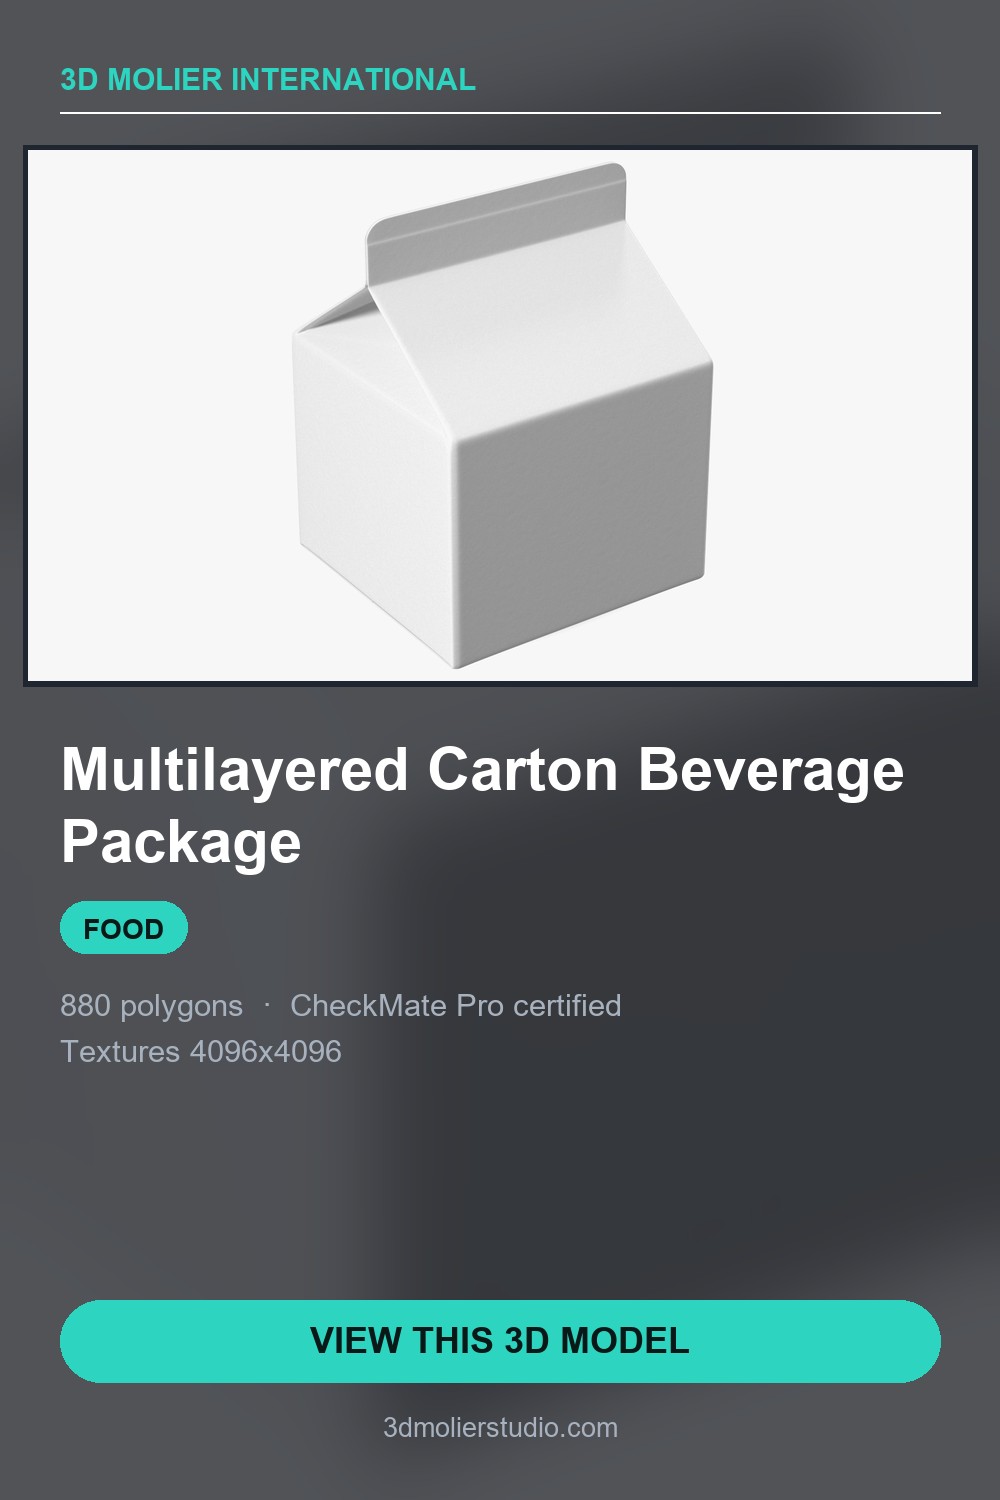 3D MOLIER INTERNATIONAL
Multilayered Carton Beverage
Package
FOOD
880 polygons · CheckMate Pro certified
Textures 4096x4096
VIEW THIS 3D MODEL
3dmolierstudio.com